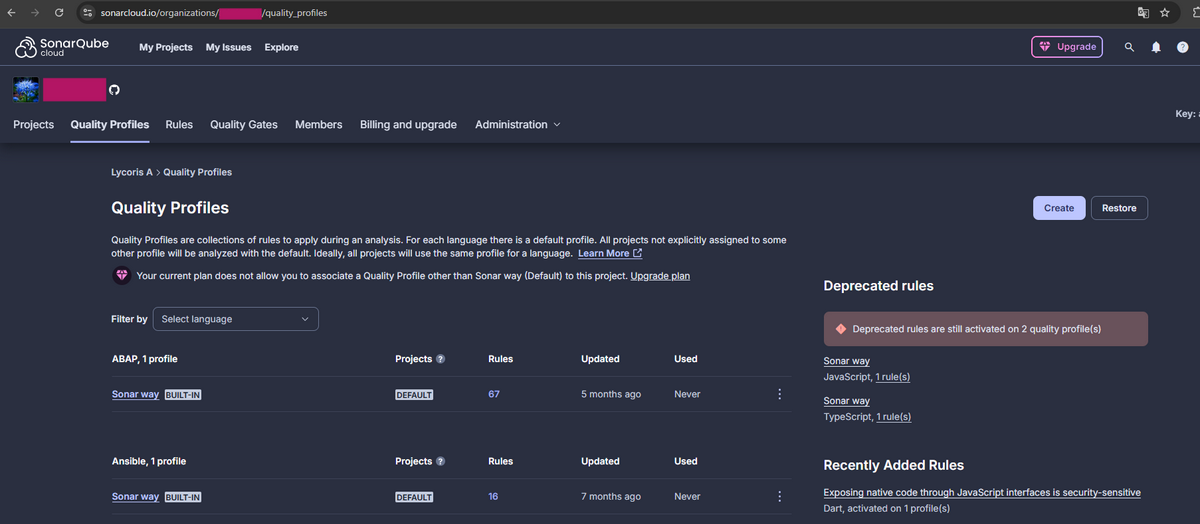 sonarcloud.io/organizations/ /quality_profiles
SonarQube cloud
My Projects My Issues Explore
Upgrade
?
Projects Quality Profiles Rules Quality Gates Members Billing and upgrade Administration
Key:
Lycoris A > Quality Profiles
Quality Profiles
Create Restore
Quality Profiles are collections of rules to apply during an analysis. For each language there is a default profile. All projects not explicitly assigned to some
other profile will be analyzed with the default. Ideally, all projects will use the same profile for a language. Learn More
Your current plan does not allow you to associate a Quality Profile other than Sonar way (Default) to this project. Upgrade plan
Filter by Select language
ABAP, 1 profile Projects ? Rules Updated Used
Sonar way BUILT-IN DEFAULT 67 5 months ago Never
Ansible, 1 profile Projects ? Rules Updated Used
Sonar way BUILT-IN DEFAULT 16 7 months ago Never
Deprecated rules
Deprecated rules are still activated on 2 quality profile(s)
Sonar way
JavaScript, 1 rule(s)
Sonar way
TypeScript, 1 rule(s)
Recently Added Rules
Exposing native code through JavaScript interfaces is security-sensitive
Dart, activated on 1 profile(s)